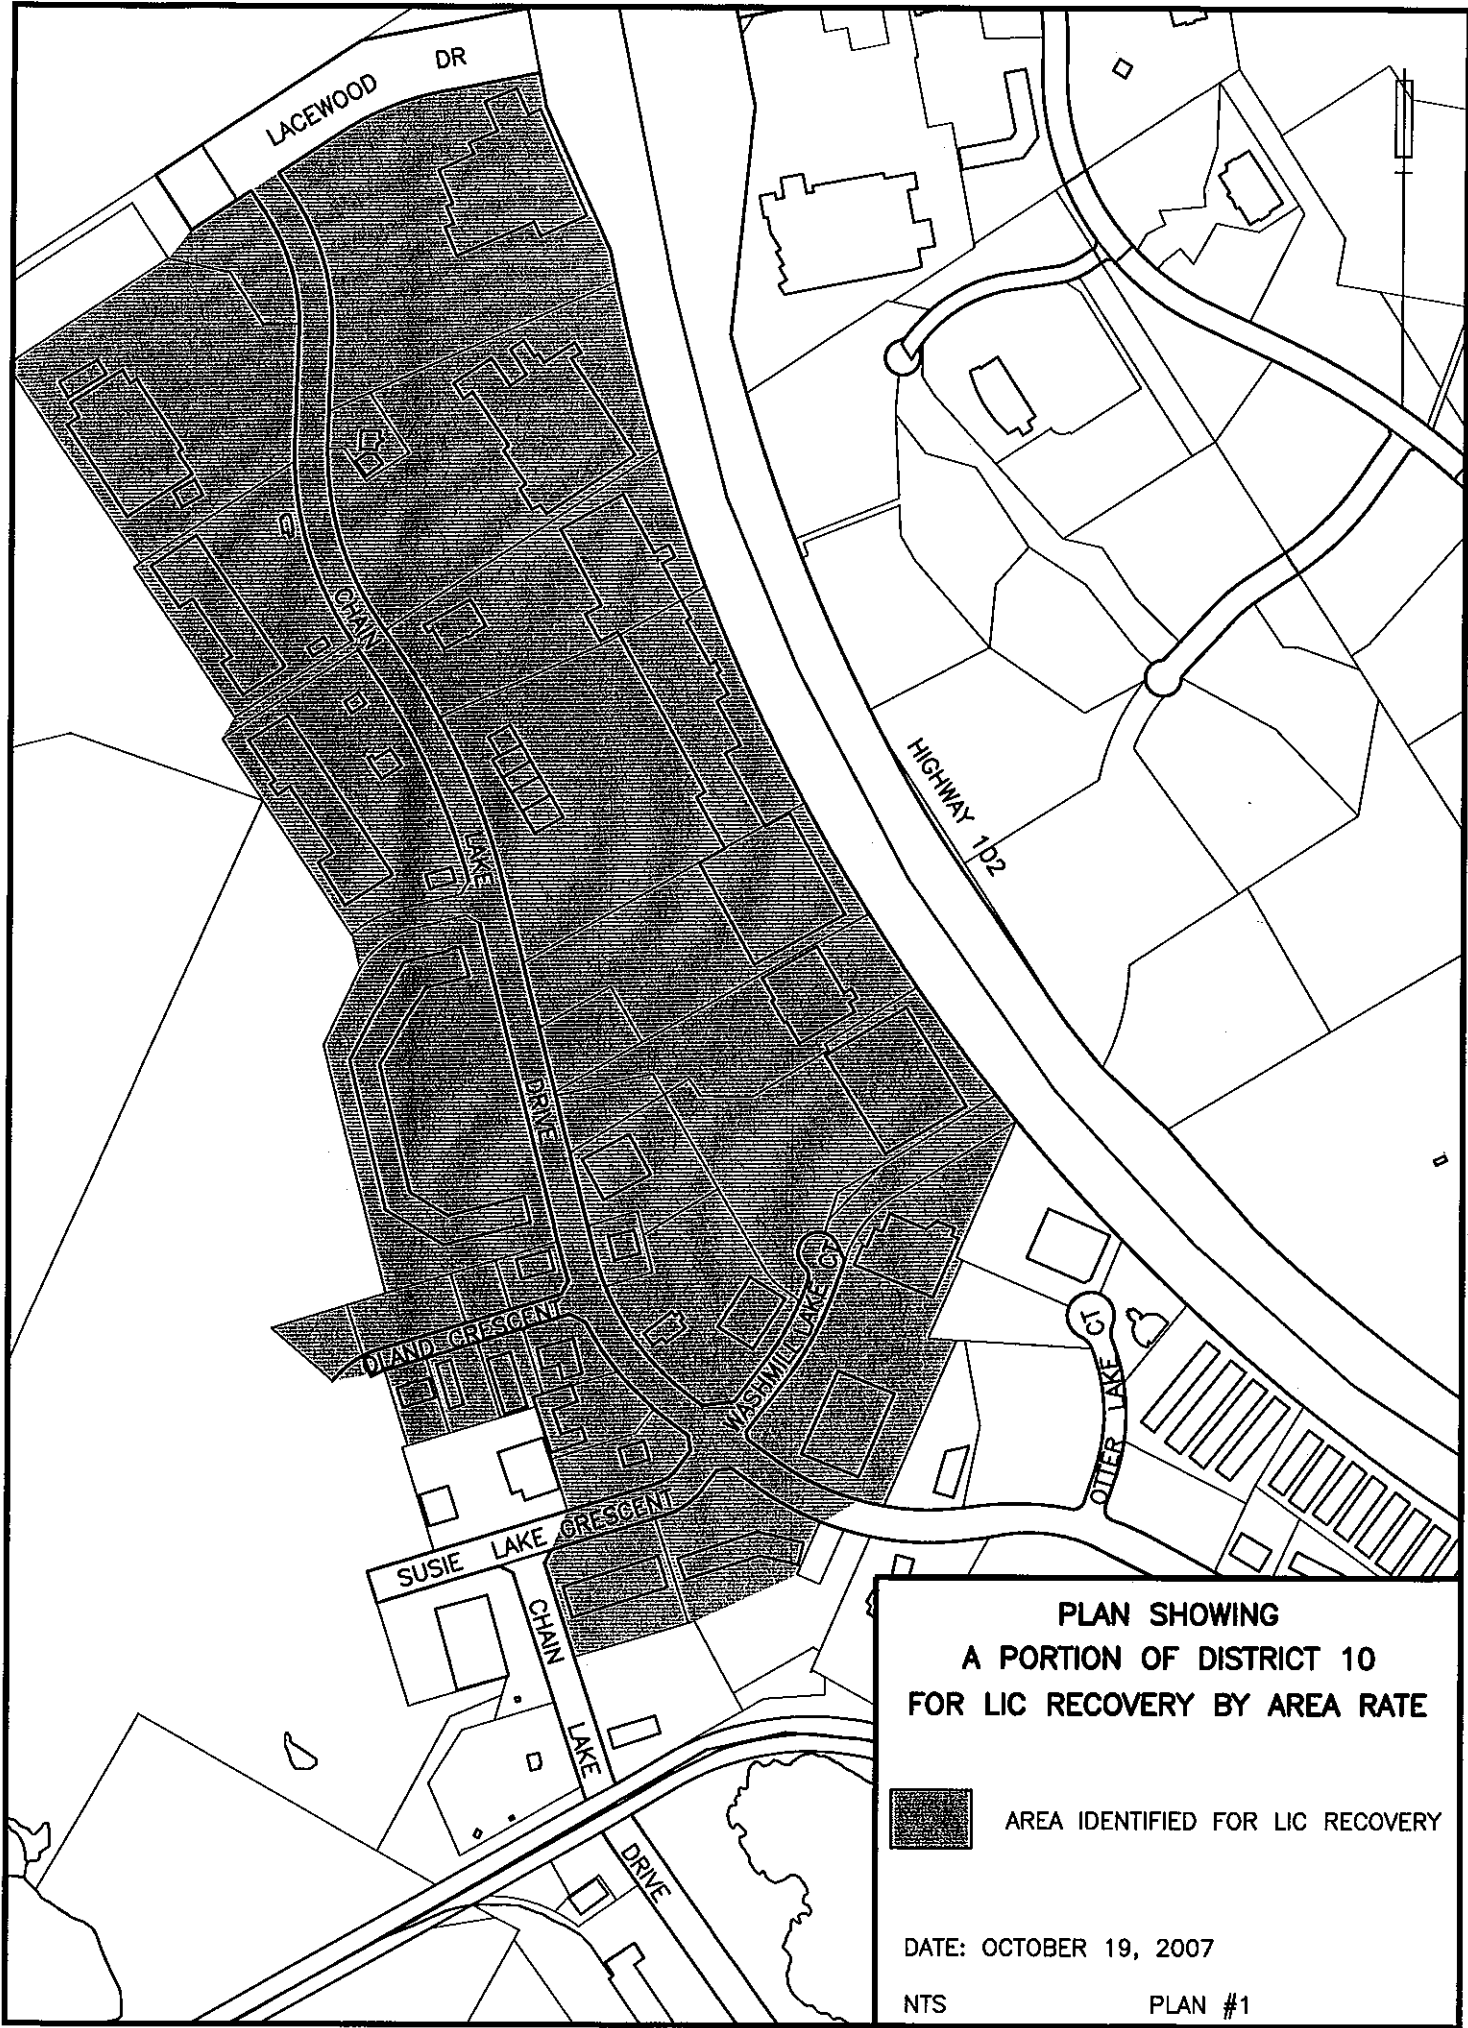 LACEWOOD DR
CHAIN
LAKE
DRIVE
HIGHWAY 102
WASHMILL LAKE CT
OTTER LAKE CT
SUSIE LAKE CRESCENT
CHAIN
LAKE
DRIVE
PLAN SHOWING
A PORTION OF DISTRICT 10
FOR LIC RECOVERY BY AREA RATE
AREA IDENTIFIED FOR LIC RECOVERY
DATE: OCTOBER 19, 2007
NTS PLAN #1